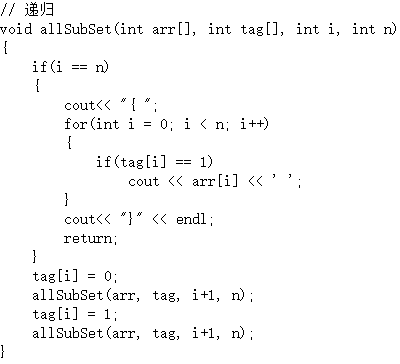 // 递归
void allSubSet(int arr[], int tag[], int i, int n)
{
    if(i == n)
    {
        cout<< "{ ";
        for(int i = 0; i < n; i++)
        {
            if(tag[i] == 1)
                cout << arr[i] << ' ';
        }
        cout<< "}" << endl;
        return;
    }
    tag[i] = 0;
    allSubSet(arr, tag, i+1, n);
    tag[i] = 1;
    allSubSet(arr, tag, i+1, n);
}